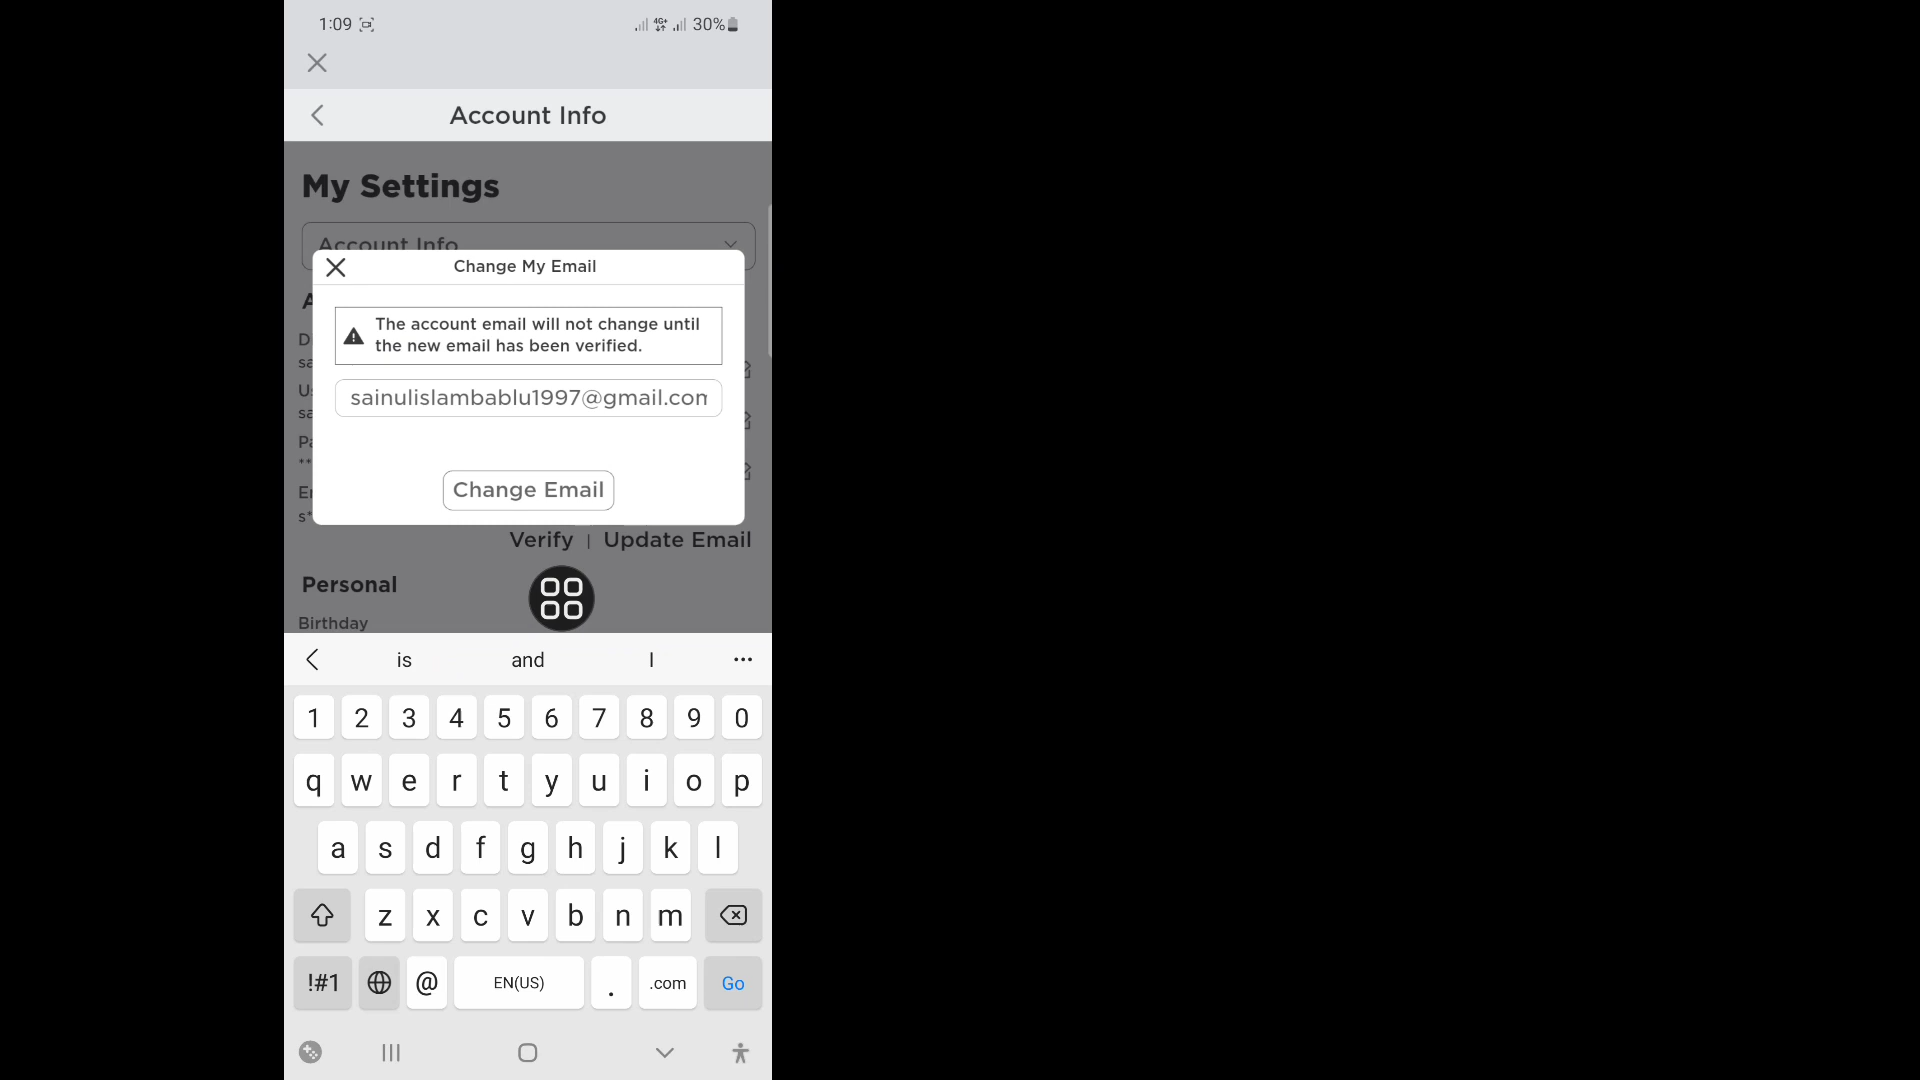 1:09 4G+ 30%
Account Info
My Settings
Account Info
Change My Email
The account email will not change until
the new email has been verified.
sainulislambablu1997@gmail.com
Change Email
Verify | Update Email
Personal
Birthday
is and I ...
1 2 3 4 5 6 7 8 9 0
q w e r t y u i o p
a s d f g h j k l
z x c v b n m
!#1 @ EN(US) . .com Go